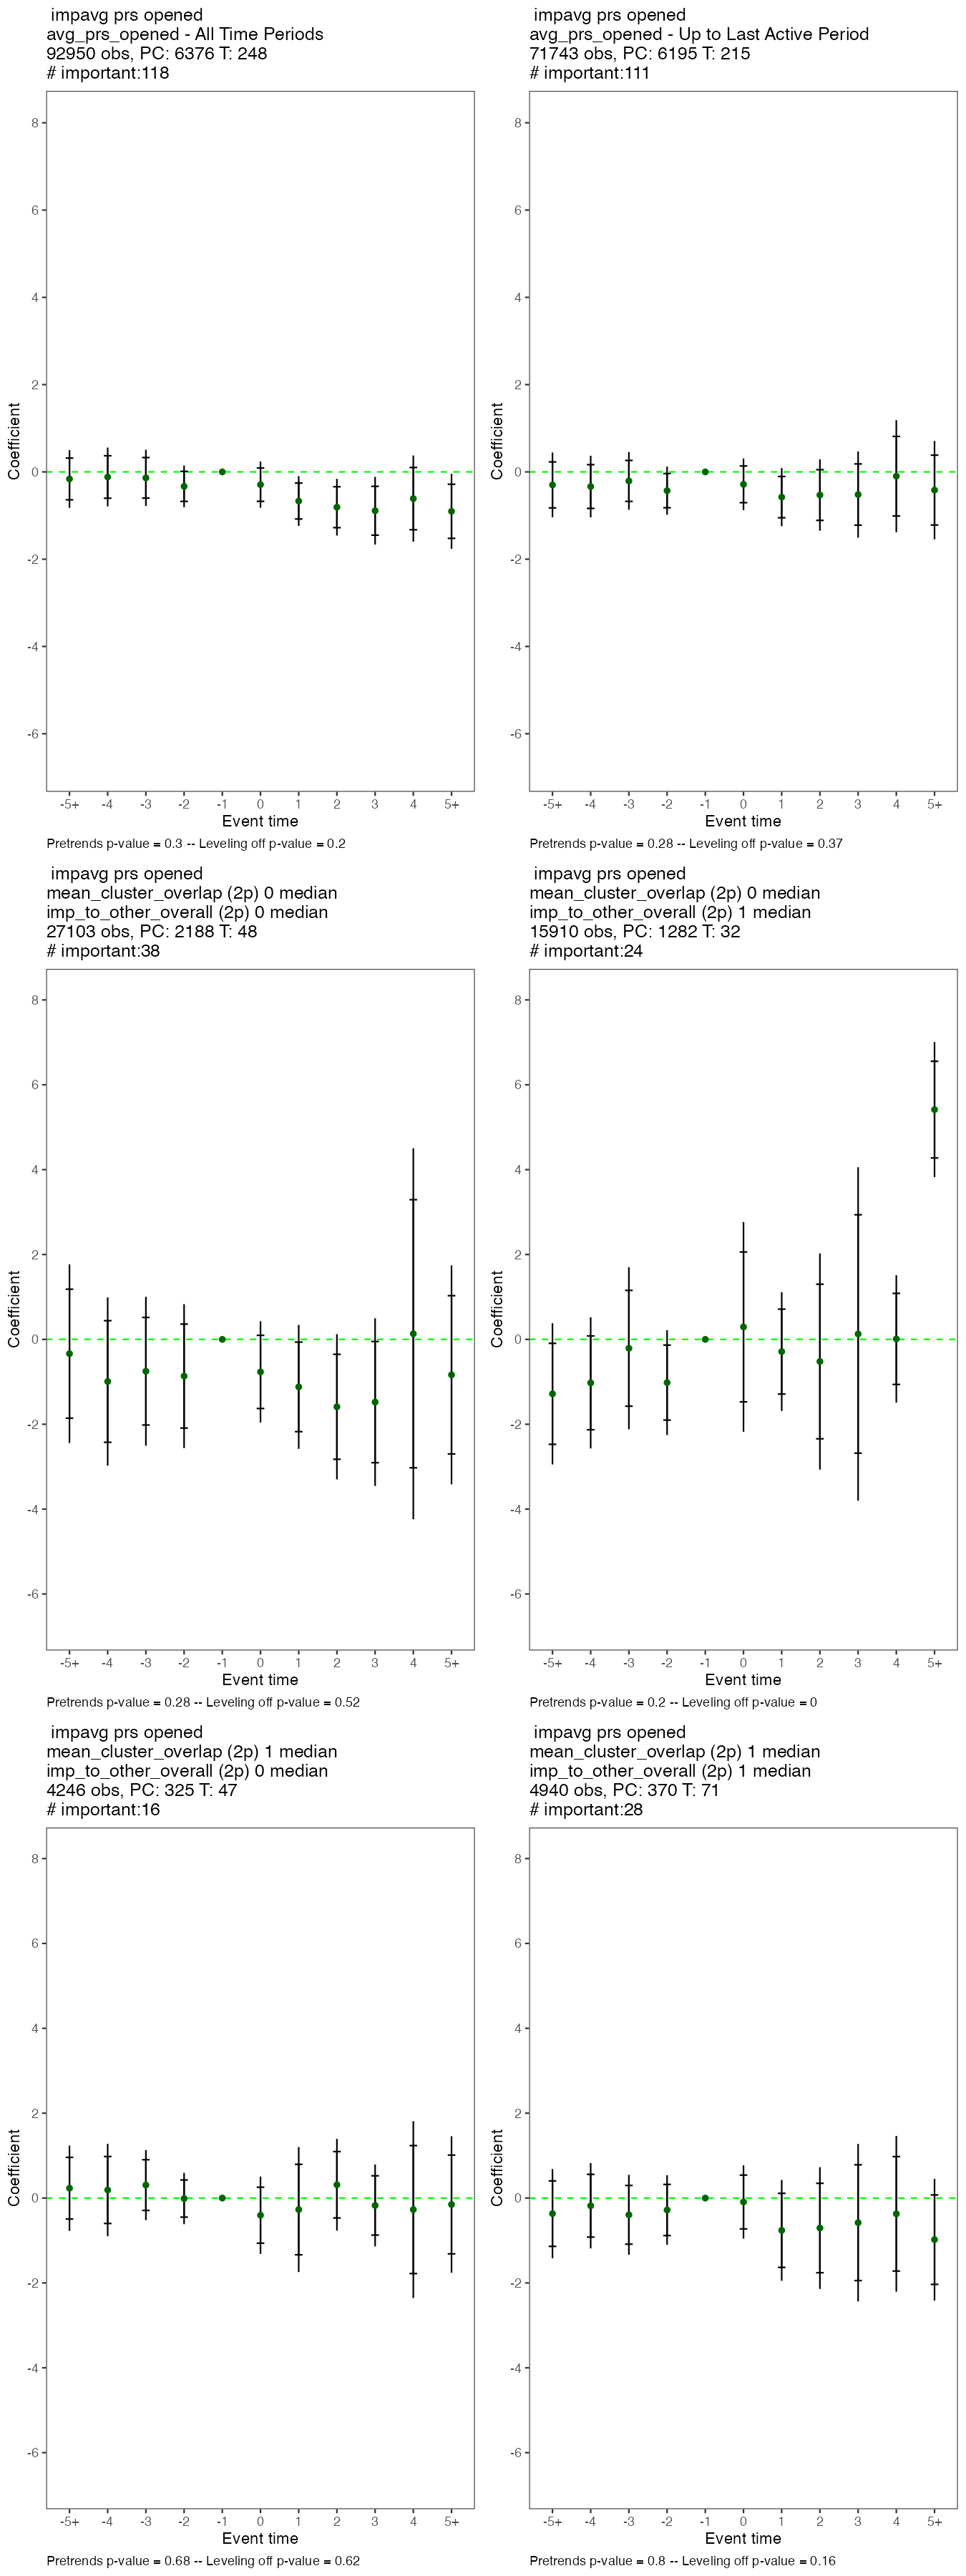 impavg prs opened
avg_prs_opened - All Time Periods
92950 obs, PC: 6376 T: 248
# important:118
8
6
4
2
0
-2
-4
-6
Coefficient
-5+ -4 -3 -2 -1 0 1 2 3 4 5+
Event time
Pretrends p-value = 0.3 -- Leveling off p-value = 0.2
impavg prs opened
avg_prs_opened - Up to Last Active Period
71743 obs, PC: 6195 T: 215
# important:111
8
6
4
2
0
-2
-4
-6
Coefficient
-5+ -4 -3 -2 -1 0 1 2 3 4 5+
Event time
Pretrends p-value = 0.28 -- Leveling off p-value = 0.37
impavg prs opened
mean_cluster_overlap (2p) 0 median
imp_to_other_overall (2p) 0 median
27103 obs, PC: 2188 T: 48
# important:38
8
6
4
2
0
-2
-4
-6
Coefficient
-5+ -4 -3 -2 -1 0 1 2 3 4 5+
Event time
Pretrends p-value = 0.28 -- Leveling off p-value = 0.52
impavg prs opened
mean_cluster_overlap (2p) 0 median
imp_to_other_overall (2p) 1 median
15910 obs, PC: 1282 T: 32
# important:24
8
6
4
2
0
-2
-4
-6
Coefficient
-5+ -4 -3 -2 -1 0 1 2 3 4 5+
Event time
Pretrends p-value = 0.2 -- Leveling off p-value = 0
impavg prs opened
mean_cluster_overlap (2p) 1 median
imp_to_other_overall (2p) 0 median
4246 obs, PC: 325 T: 47
# important:16
8
6
4
2
0
-2
-4
-6
Coefficient
-5+ -4 -3 -2 -1 0 1 2 3 4 5+
Event time
Pretrends p-value = 0.68 -- Leveling off p-value = 0.62
impavg prs opened
mean_cluster_overlap (2p) 1 median
imp_to_other_overall (2p) 1 median
4940 obs, PC: 370 T: 71
# important:28
8
6
4
2
0
-2
-4
-6
Coefficient
-5+ -4 -3 -2 -1 0 1 2 3 4 5+
Event time
Pretrends p-value = 0.8 -- Leveling off p-value = 0.16